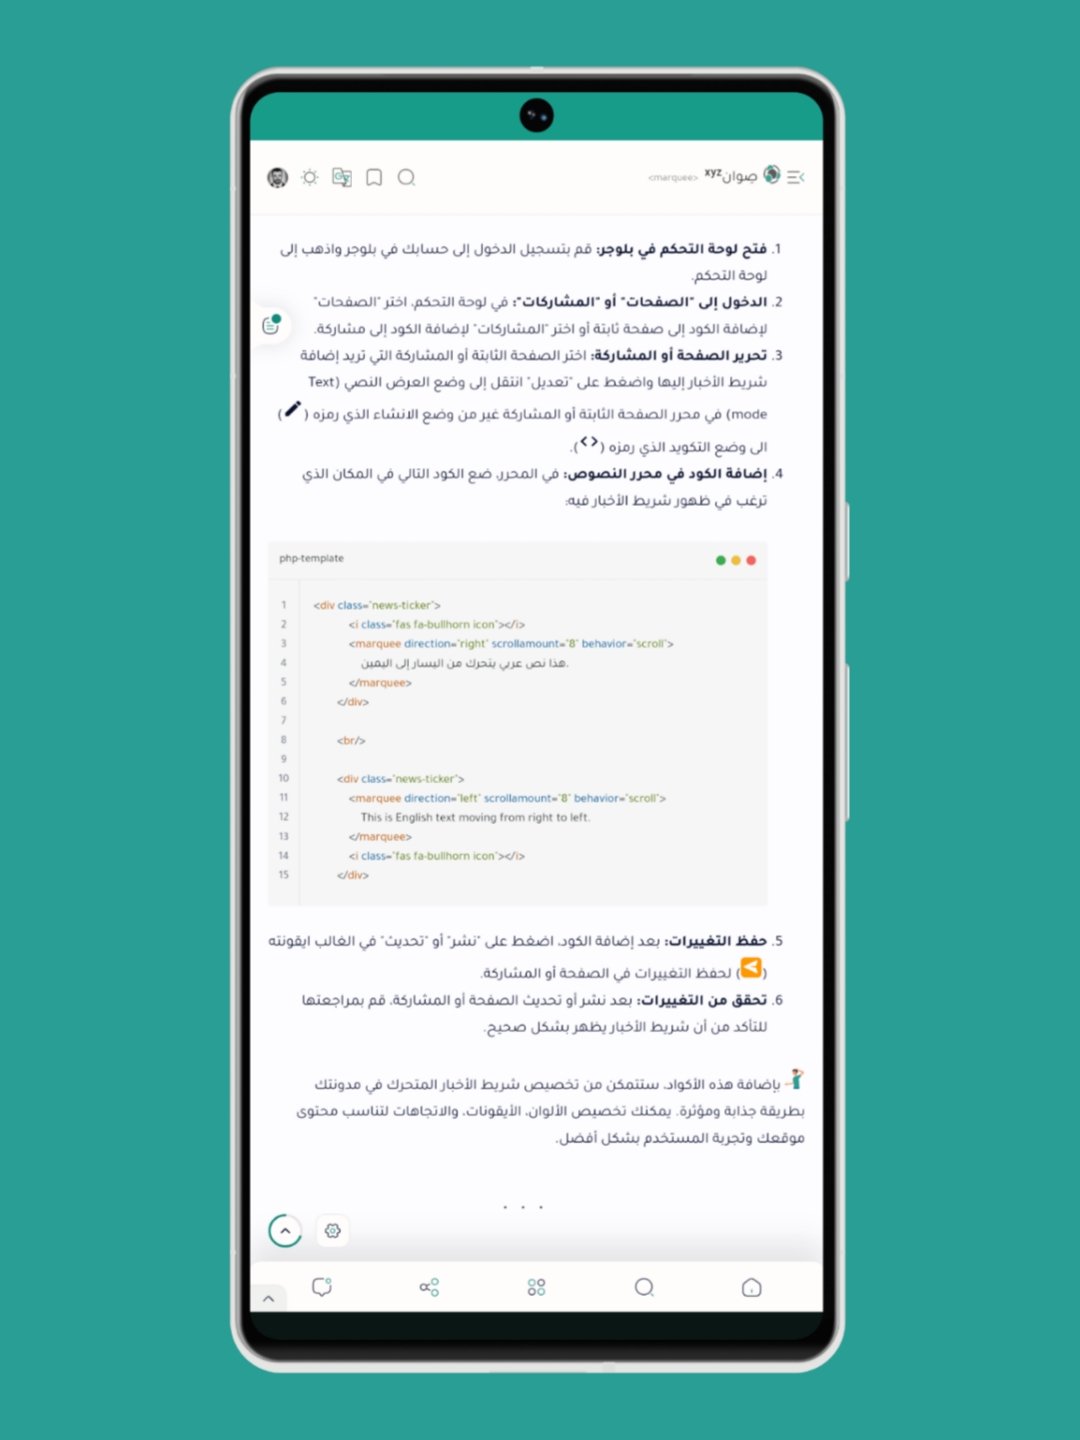 صِوان xyz <marquee>
1. فتح لوحة التحكم في بلوجر: قم بتسجيل الدخول إلى حسابك في بلوجر واذهب إلى
لوحة التحكم.
2. الدخول إلى "الصفحات" أو "المشاركات": في لوحة التحكم، اختر "الصفحات"
لإضافة الكود إلى صفحة ثابتة أو اختر "المشاركات" لإضافة الكود إلى مشاركة.
3. تحرير الصفحة أو المشاركة: اختر الصفحة الثابتة أو المشاركة التي تريد إضافة
شريط الأخبار إليها واضغط على "تعديل" انتقل إلى وضع العرض النصي (Text
mode) في محرر الصفحة الثابتة أو المشاركة غير من وضع الانشاء الذي رمزه ( )
الى وضع التكويد الذي رمزه (<>).
4. إضافة الكود في محرر النصوص: في المحرر، ضع الكود التالي في المكان الذي
ترغب في ظهور شريط الأخبار فيه:
php-template
1 <div class="news-ticker">
2 <i class="fas fa-bullhorn icon"></i>
3 <marquee direction="right" scrollamount="8" behavior="scroll">
4 هذا نص عربي يتحرك من اليسار إلى اليمين.
5 </marquee>
6 </div>
7
8 <br/>
9
10 <div class="news-ticker">
11 <marquee direction="left" scrollamount="8" behavior="scroll">
12 This is English text moving from right to left.
13 </marquee>
14 <i class="fas fa-bullhorn icon"></i>
15 </div>
5. حفظ التغييرات: بعد إضافة الكود، اضغط على "نشر" أو "تحديث" في الغالب ايقونته
( ) لحفظ التغييرات في الصفحة أو المشاركة.
6. تحقق من التغييرات: بعد نشر أو تحديث الصفحة أو المشاركة، قم بمراجعتها
للتأكد من أن شريط الأخبار يظهر بشكل صحيح.
بإضافة هذه الأكواد، ستتمكن من تخصيص شريط الأخبار المتحرك في مدونتك
بطريقة جذابة ومؤثرة. يمكنك تخصيص الألوان، الأيقونات، والاتجاهات لتناسب محتوى
موقعك وتجربة المستخدم بشكل أفضل.
. . .